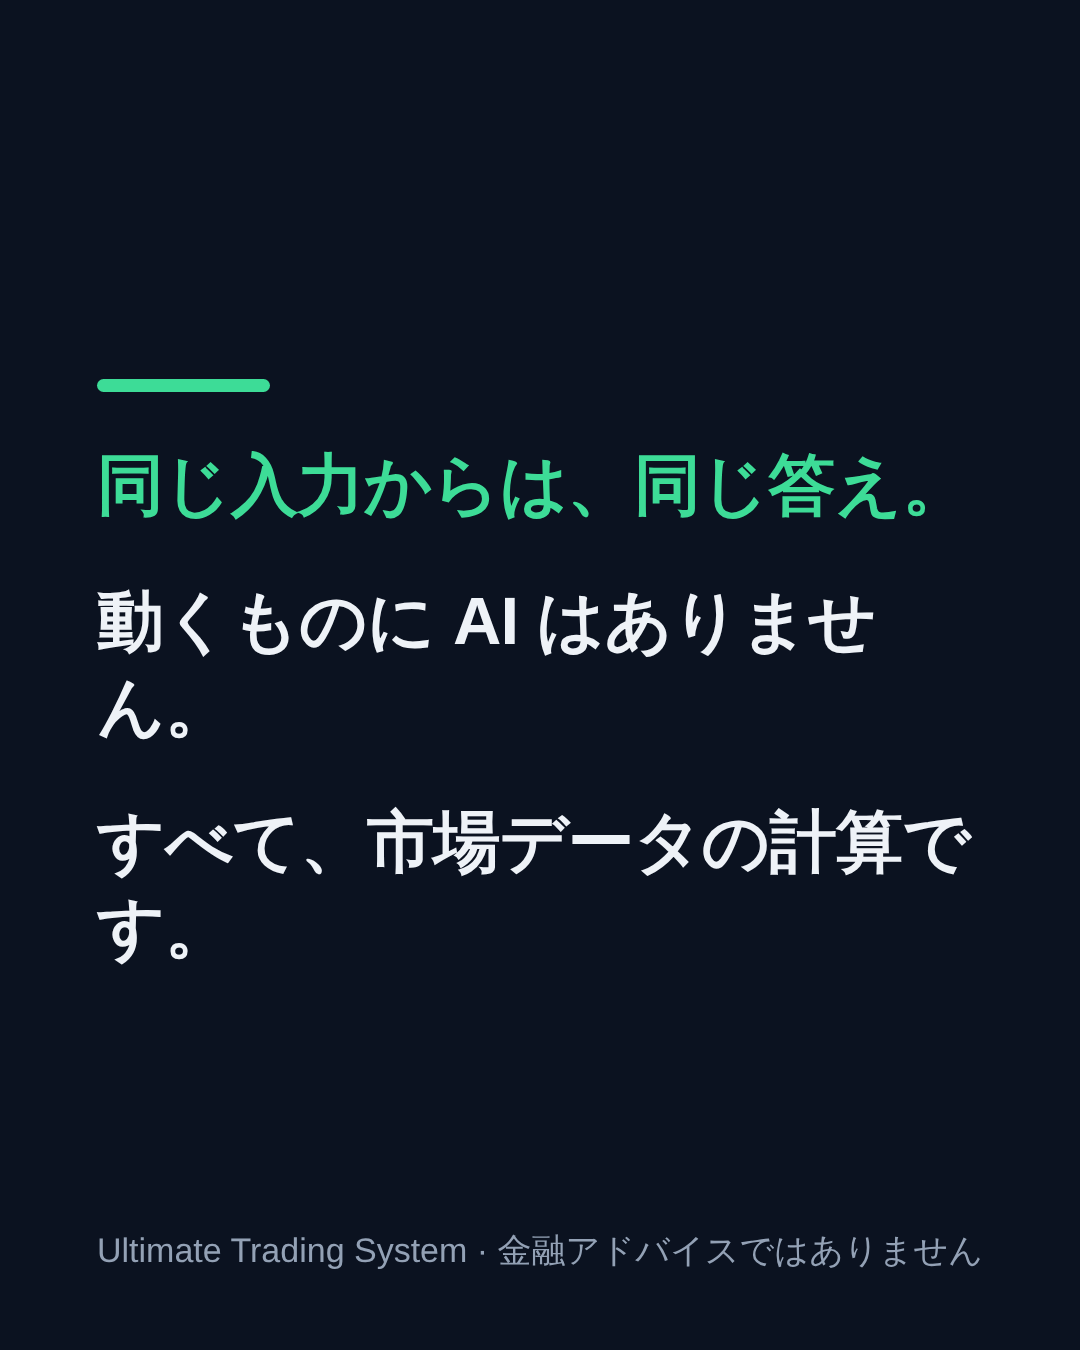 同じ入力からは、同じ答え。
動くものに AI はありませ
ん。
すべて、市場データの計算で
す。
Ultimate Trading System · 金融アドバイスではありません